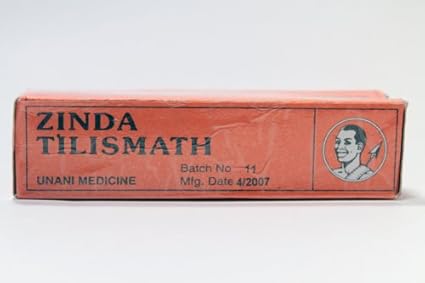 ZINDA
TILISMATH
Batch No 11
UNANI MEDICINE Mfg. Date 4/2007